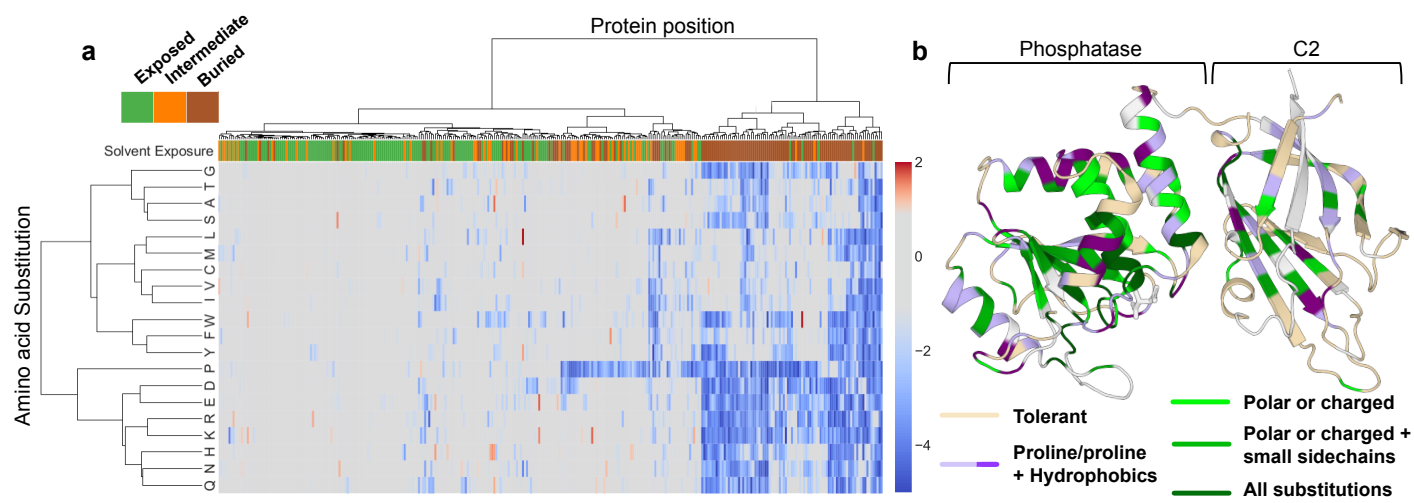 a
Exposed
Intermediate
Buried
Protein position
Solvent Exposure
Amino acid Substitution
G
T
A
S
L
M
C
V
I
W
F
Y
P
D
E
R
K
H
N
Q
2
0
−2
−4
b
Phosphatase
C2
Tolerant
Proline/proline
+ Hydrophobics
Polar or charged
Polar or charged +
small sidechains
All substitutions